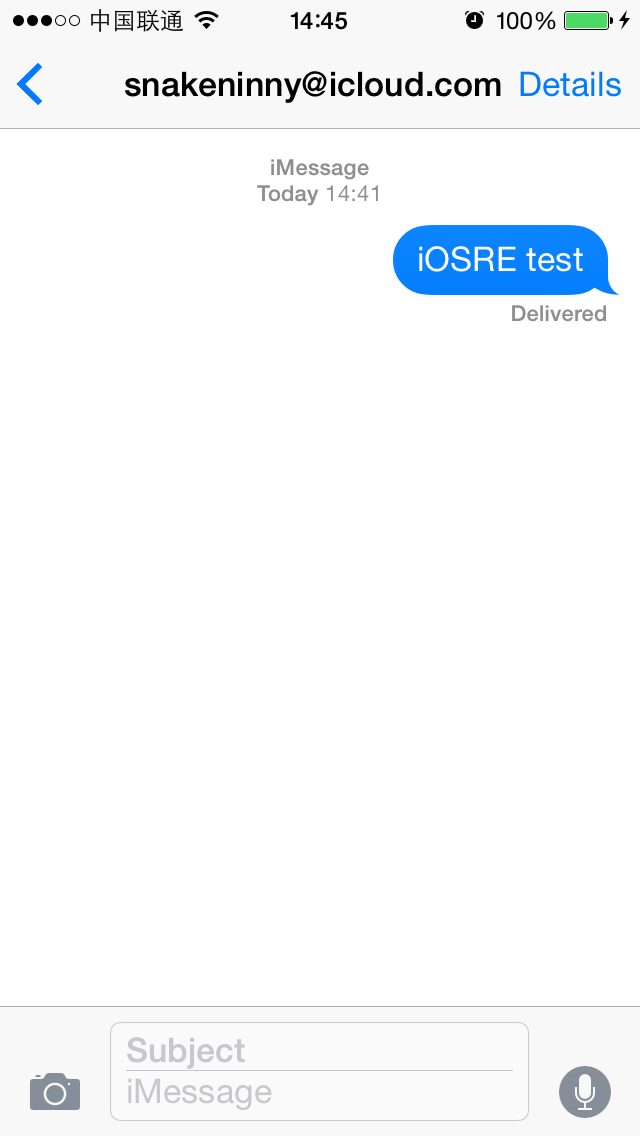 中国联通 14:45 100%
snakeninny@icloud.com Details
iMessage
Today 14:41
iOSRE test
Delivered
Subject
iMessage